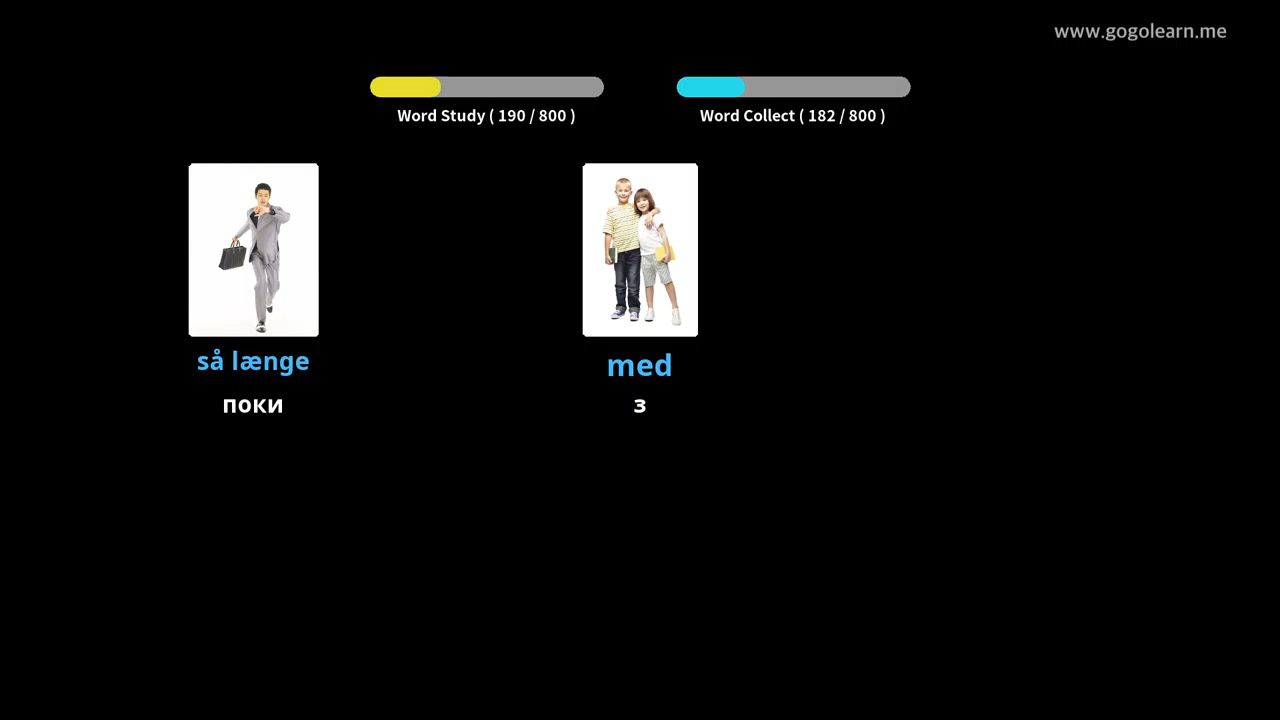 www.gogolearn.me
Word Study ( 190 / 800 )
Word Collect ( 182 / 800 )
så længe
med
поки
з